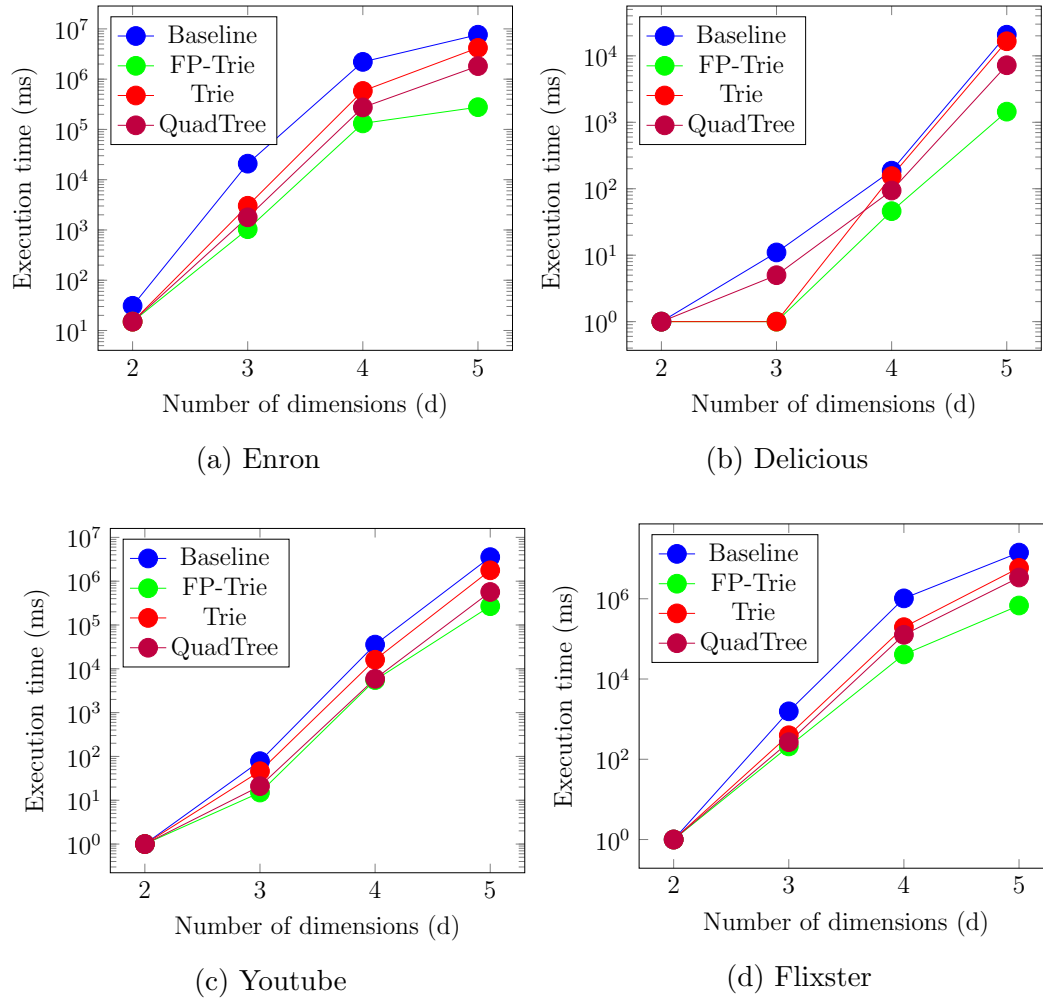 10^7
10^6
10^5
10^4
10^3
10^2
10^1
Execution time (ms)
Baseline
FP-Trie
Trie
QuadTree
2 3 4 5
Number of dimensions (d)
(a) Enron
10^4
10^3
10^2
10^1
10^0
Execution time (ms)
Baseline
FP-Trie
Trie
QuadTree
2 3 4 5
Number of dimensions (d)
(b) Delicious
10^7
10^6
10^5
10^4
10^3
10^2
10^1
10^0
Execution time (ms)
Baseline
FP-Trie
Trie
QuadTree
2 3 4 5
Number of dimensions (d)
(c) Youtube
10^6
10^4
10^2
10^0
Execution time (ms)
Baseline
FP-Trie
Trie
QuadTree
2 3 4 5
Number of dimensions (d)
(d) Flixster